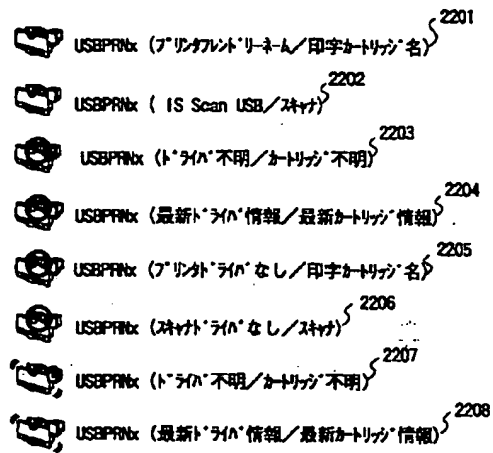 USBPRNx (プリンタフレンドリーネーム/印字カートリッジ名) 2201
USBPRNx ( IS Scan USB/スキャナ) 2202
USBPRNx (ドライバ不明/カートリッジ不明) 2203
USBPRNx (最新ドライバ情報/最新カートリッジ情報) 2204
USBPRNx (プリンタドライバなし/印字カートリッジ名) 2205
USBPRNx (スキャナドライバなし/スキャナ) 2206
USBPRNx (ドライバ不明/カートリッジ不明) 2207
USBPRNx (最新ドライバ情報/最新カートリッジ情報) 2208